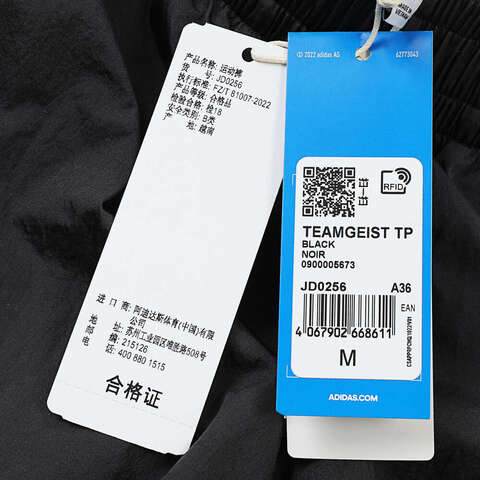 产品名称: 运动裤
货 号: JD0256
执行标准: FZ/T 81007-2022
产品等级: 合格品
检验合格: 检18
安全类别: B类
产 地: 越南
进 口 商: 阿迪达斯体育(中国)有限
公司
地 址: 苏州工业园区唯胜路508号
邮 编: 215126
电 话: 400 880 1515
合格证
© 2022 adidas AG
62773043
RFID
TEAMGEIST TP
BLACK
NOIR
0900005673
JD0256 A36
EAN
4 067902 668611
M
ADIDAS.COM